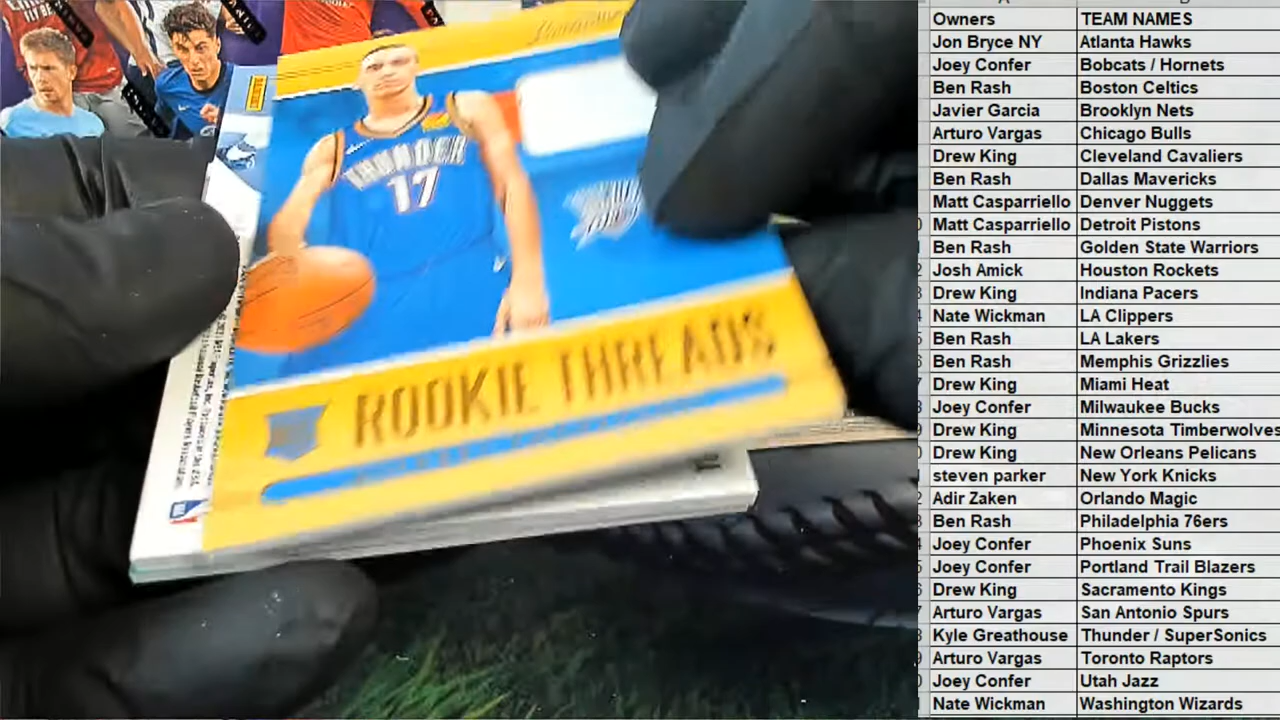 THUNDER
17
ROOKIE THREADS
Owners TEAM NAMES
Jon Bryce NY Atlanta Hawks
Joey Confer Bobcats / Hornets
Ben Rash Boston Celtics
Javier Garcia Brooklyn Nets
Arturo Vargas Chicago Bulls
Drew King Cleveland Cavaliers
Ben Rash Dallas Mavericks
Matt Casparriello Denver Nuggets
Matt Casparriello Detroit Pistons
Ben Rash Golden State Warriors
Josh Amick Houston Rockets
Drew King Indiana Pacers
Nate Wickman LA Clippers
Ben Rash LA Lakers
Ben Rash Memphis Grizzlies
Drew King Miami Heat
Joey Confer Milwaukee Bucks
Drew King Minnesota Timberwolves
Drew King New Orleans Pelicans
steven parker New York Knicks
Adir Zaken Orlando Magic
Ben Rash Philadelphia 76ers
Joey Confer Phoenix Suns
Joey Confer Portland Trail Blazers
Drew King Sacramento Kings
Arturo Vargas San Antonio Spurs
Kyle Greathouse Thunder / SuperSonics
Arturo Vargas Toronto Raptors
Joey Confer Utah Jazz
Nate Wickman Washington Wizards